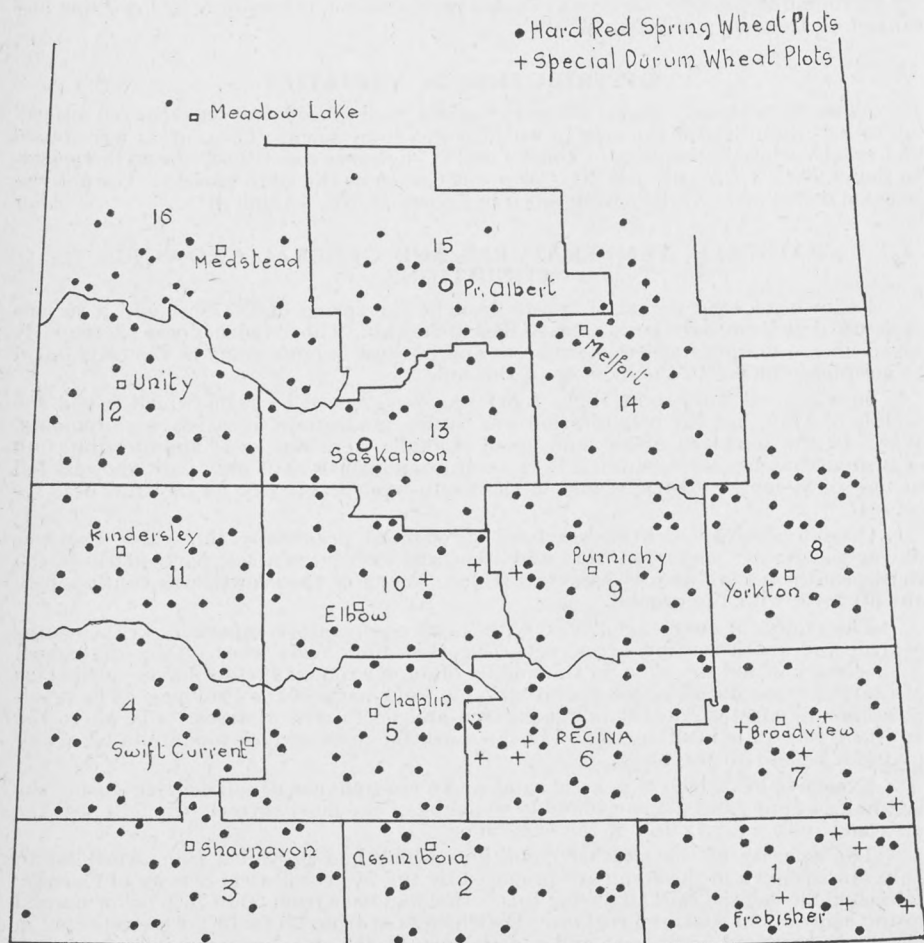 • Hard Red Spring Wheat Plots
+ Special Durum Wheat Plots
Meadow Lake
16
Medstead
15
Pr. Albert
Melfort
Unity
12
14
13
Saskatoon
Kindersley
11
10
Elbow
Punnichy
9
8
Yorkton
4
Swift Current
Chaplin
5
REGINA
6
Broadview
7
Shaunavon
3
Assiniboia
2
1
Frobisher